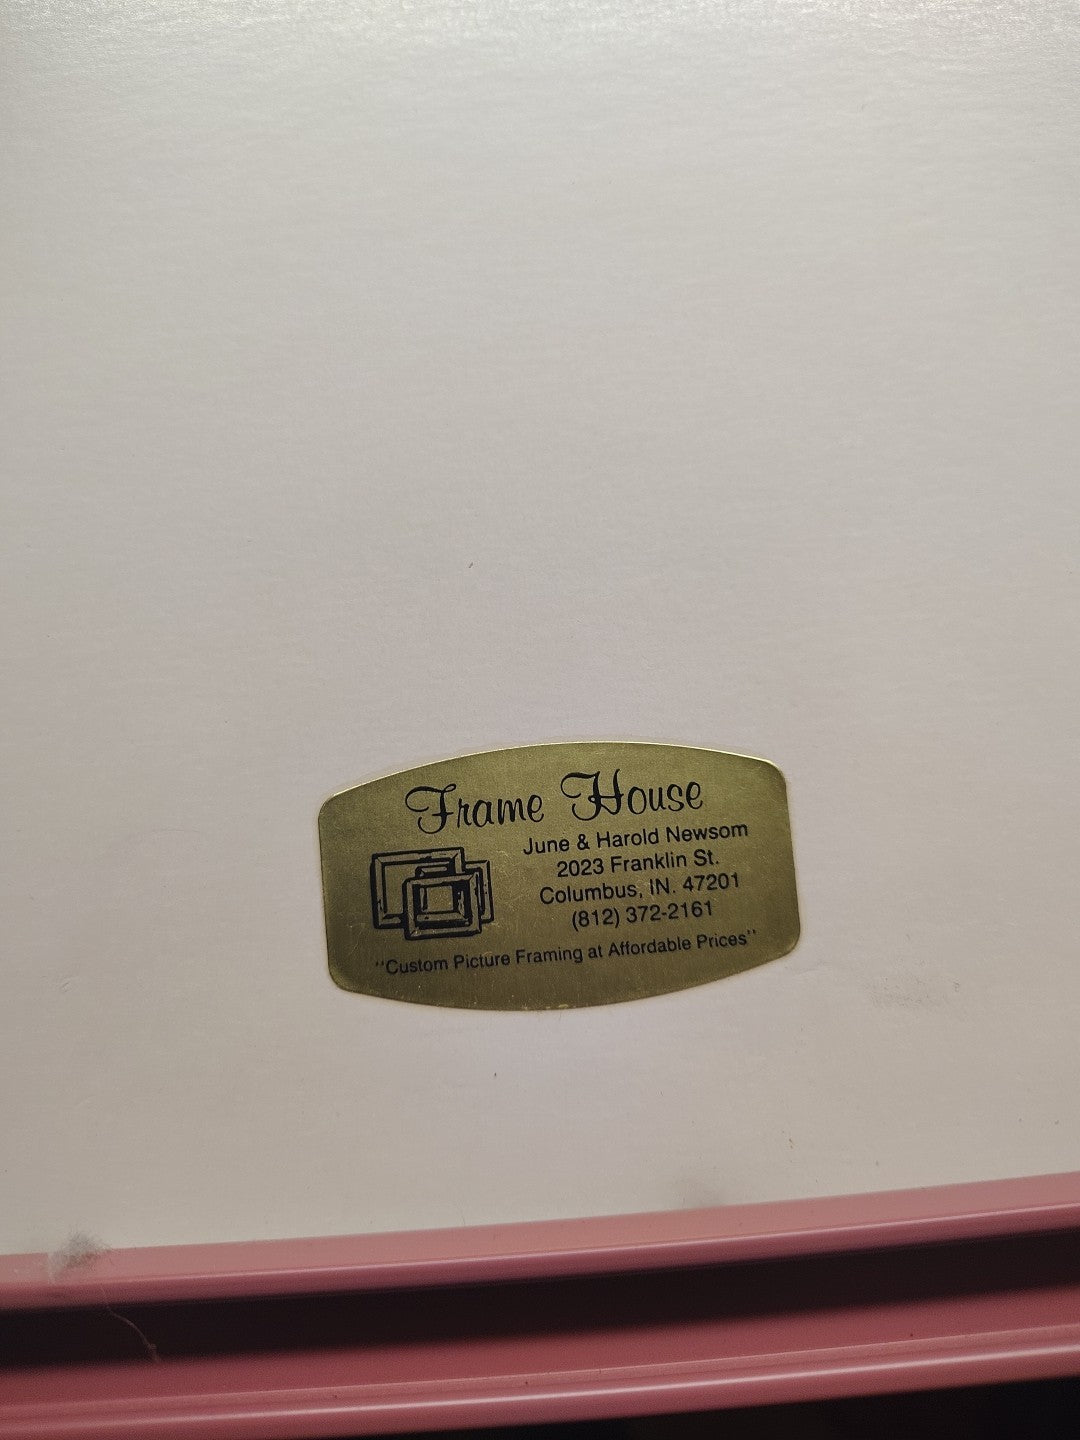 Frame House
June & Harold Newsom
2023 Franklin St.
Columbus, IN. 47201
(812) 372-2161
"Custom Picture Framing at Affordable Prices"